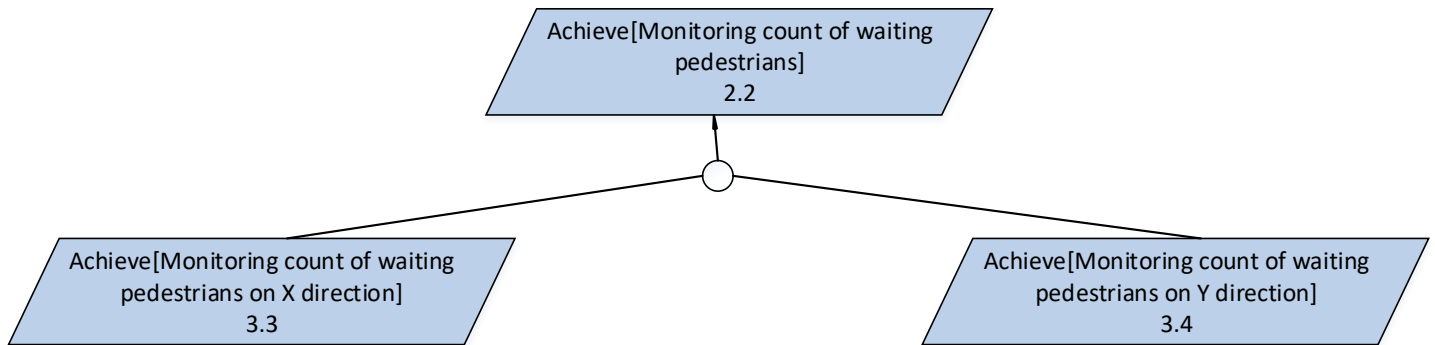 Achieve[Monitoring count of waiting
pedestrians]
2.2
Achieve[Monitoring count of waiting
pedestrians on X direction]
3.3
Achieve[Monitoring count of waiting
pedestrians on Y direction]
3.4